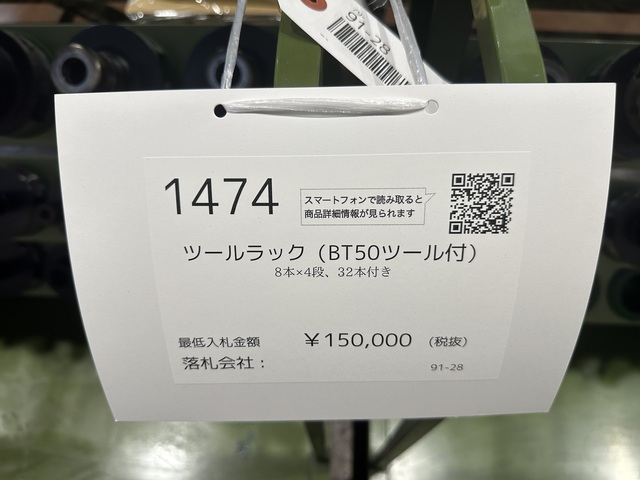 91-28
1474
スマートフォンで読み取ると
商品詳細情報が見られます
ツールラック（BT50ツール付）
8本×4段、32本付き
最低入札金額 ￥150,000 （税抜）
落札会社：
91-28